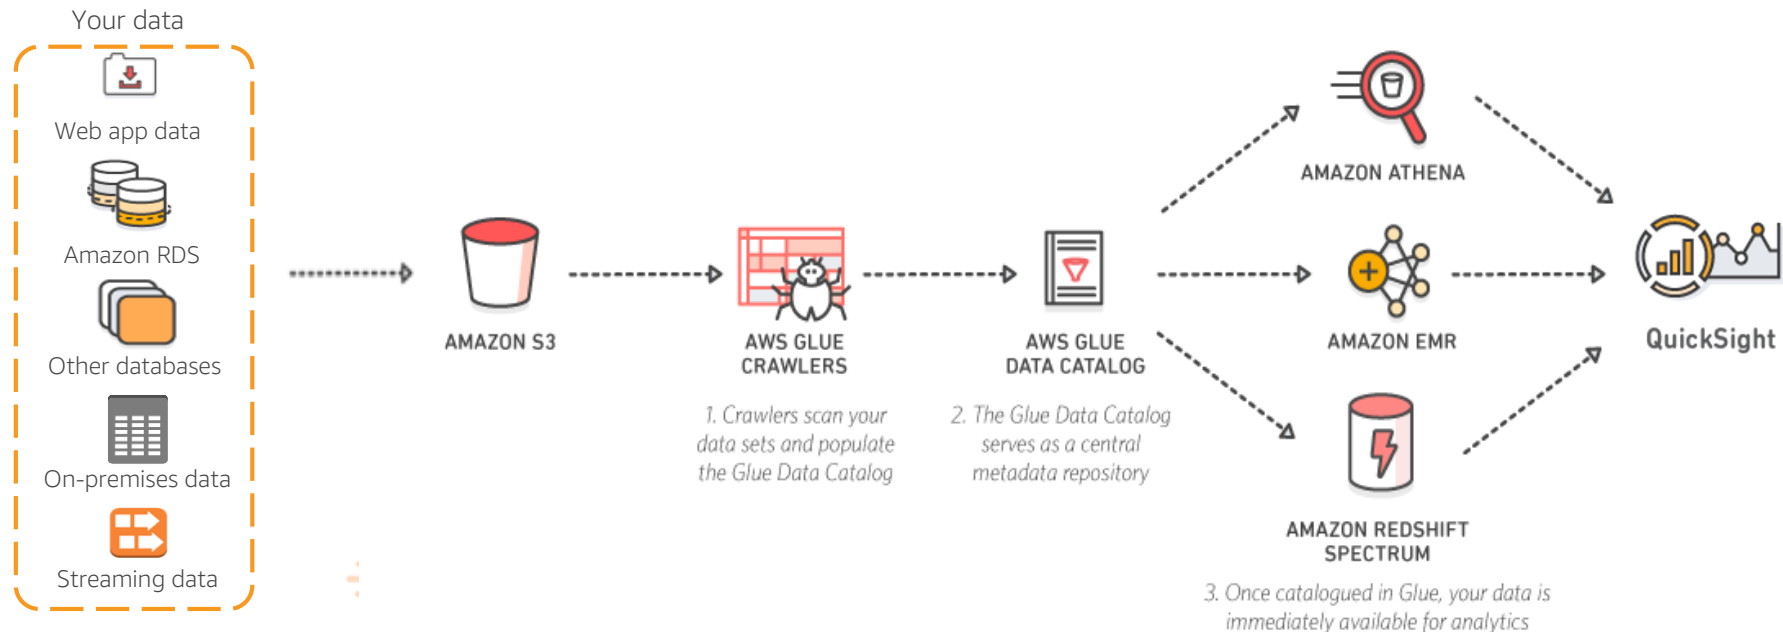 Your data
Web app data
Amazon RDS
Other databases
On-premises data
Streaming data
AMAZON S3
AWS GLUE
CRAWLERS
1. Crawlers scan your
data sets and populate
the Glue Data Catalog
AWS GLUE
DATA CATALOG
2. The Glue Data Catalog
serves as a central
metadata repository
AMAZON ATHENA
AMAZON EMR
AMAZON REDSHIFT
SPECTRUM
3. Once catalogued in Glue, your data is
immediately available for analytics
QuickSight